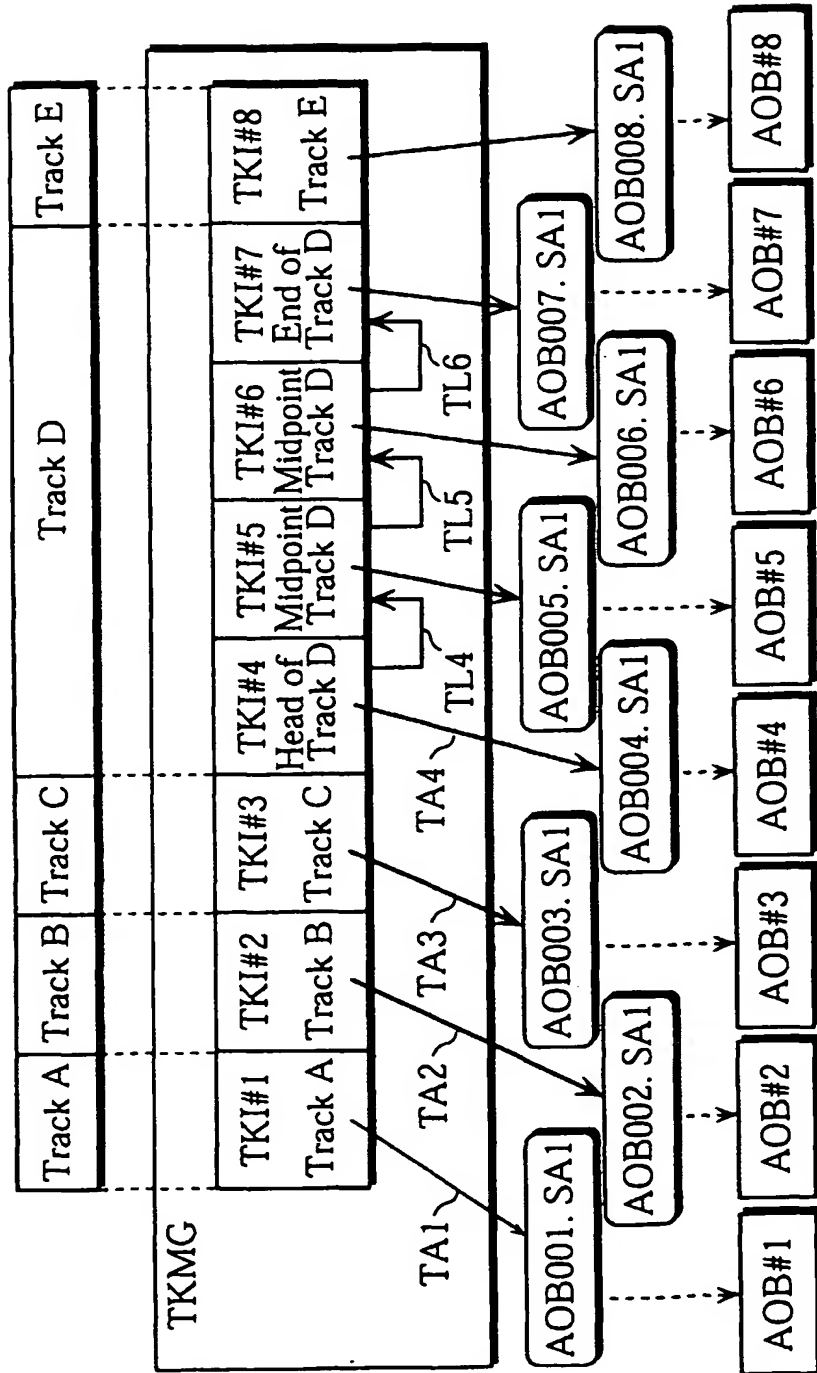 Track A
Track B
Track C
Track D
Track E
TKMG
TKI#1
Track A
TKI#2
Track B
TKI#3
Track C
TKI#4
Head of
Track D
TKI#5
Midpoint
Track D
TKI#6
Midpoint
Track D
TKI#7
End of
Track D
TKI#8
Track E
TA1
TA2
TA3
TA4
TL4
TL5
TL6
AOB001. SA1
AOB002. SA1
AOB003. SA1
AOB004. SA1
AOB005. SA1
AOB006. SA1
AOB007. SA1
AOB008. SA1
AOB#1
AOB#2
AOB#3
AOB#4
AOB#5
AOB#6
AOB#7
AOB#8